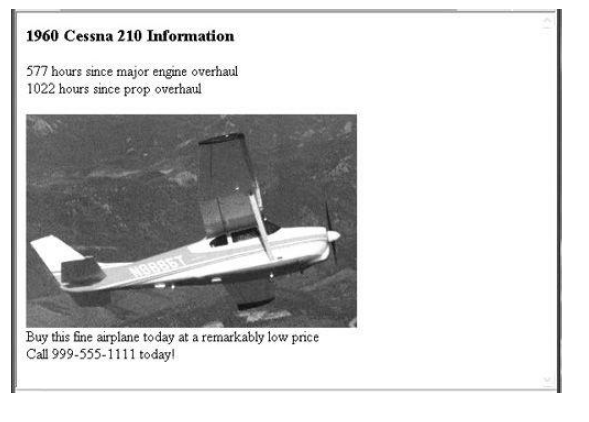 1960 Cessna 210 Information
577 hours since major engine overhaul
1022 hours since prop overhaul
Buy this fine airplane today at a remarkably low price
Call 999-555-1111 today!